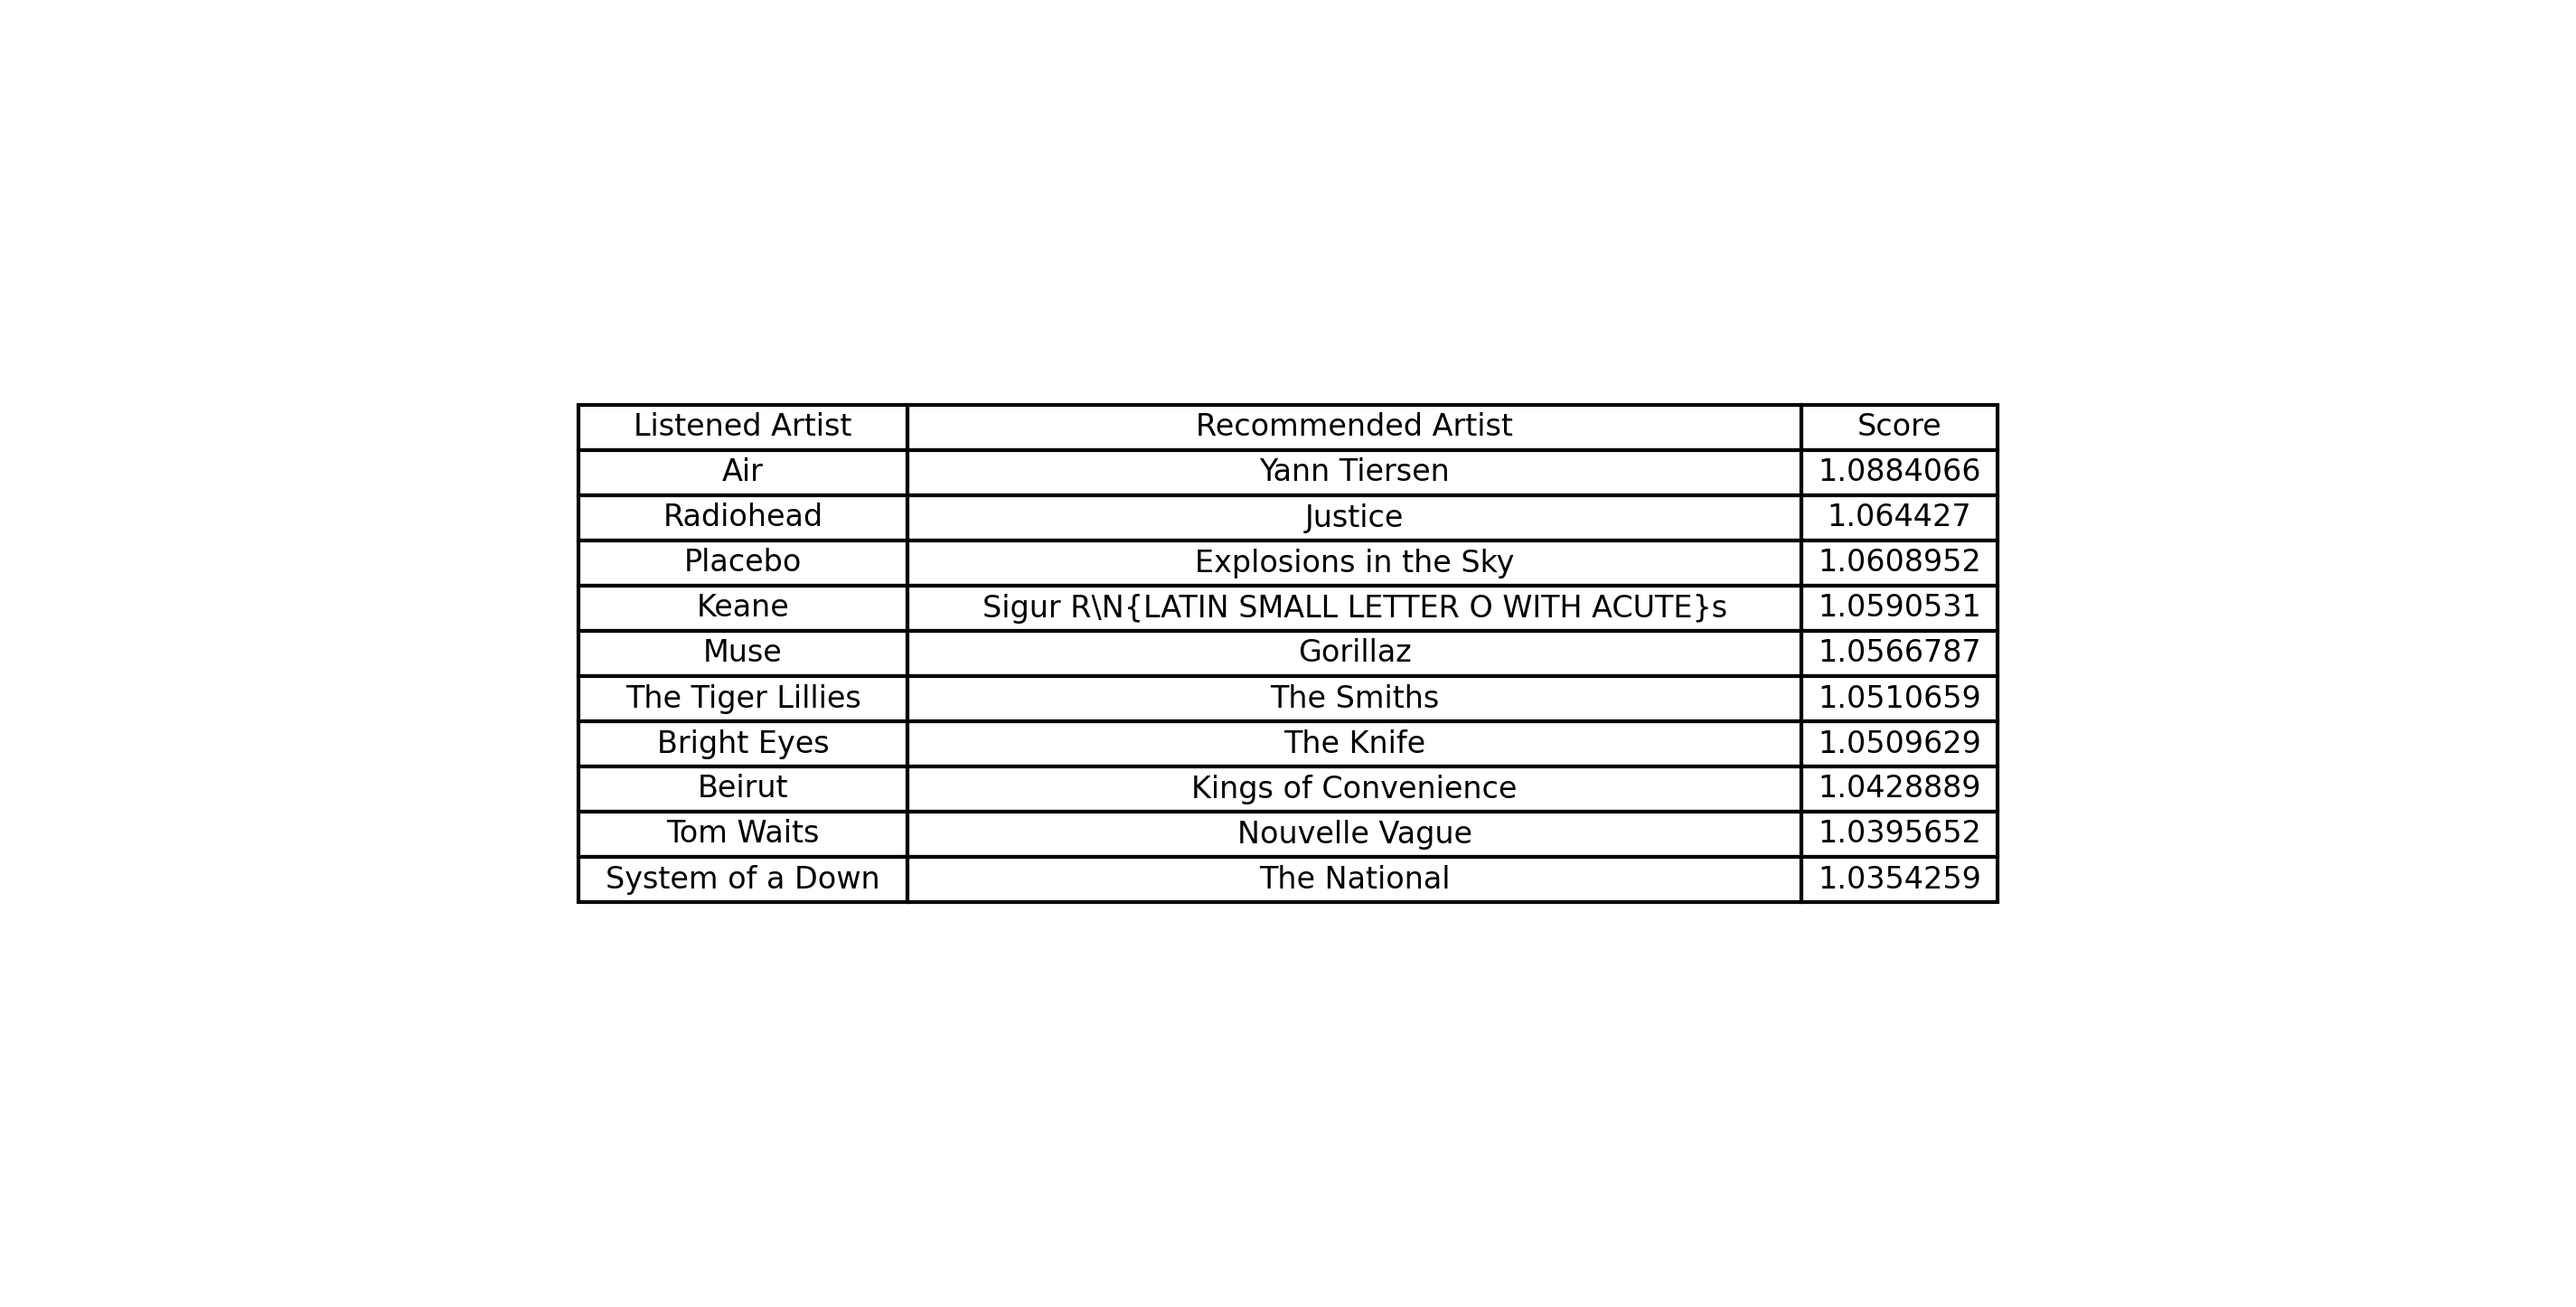 Listened Artist Recommended Artist Score
Air Yann Tiersen 1.0884066
Radiohead Justice 1.064427
Placebo Explosions in the Sky 1.0608952
Keane Sigur R\N{LATIN SMALL LETTER O WITH ACUTE}s 1.0590531
Muse Gorillaz 1.0566787
The Tiger Lillies The Smiths 1.0510659
Bright Eyes The Knife 1.0509629
Beirut Kings of Convenience 1.0428889
Tom Waits Nouvelle Vague 1.0395652
System of a Down The National 1.0354259